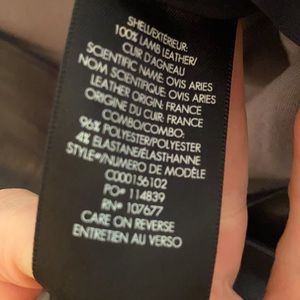 SHELL/EXTÉRIEUR:
100% LAMB LEATHER/
CUIR D'AGNEAU
SCIENTIFIC NAME: OVIS ARIES
NOM SCIENTIFIQUE: OVIS ARIES
LEATHER ORIGIN: FRANCE
ORIGINE DU CUIR: FRANCE
COMBO/COMBO:
96% POLYESTER/POLYESTER
4% ELASTANE/ÉLASTHANNE
STYLE#/NUMERO DE MODÈLE
C000156102
PO# 114839
RN# 107677
CARE ON REVERSE
ENTRETIEN AU VERSO